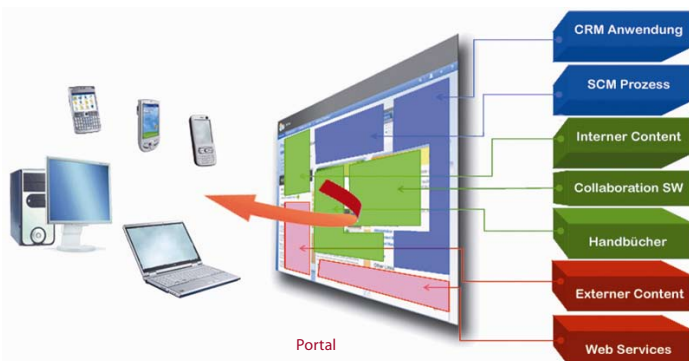 CRM Anwendung
SCM Prozess
Interner Content
Collaboration SW
Handbücher
Externer Content
Web Services
Portal